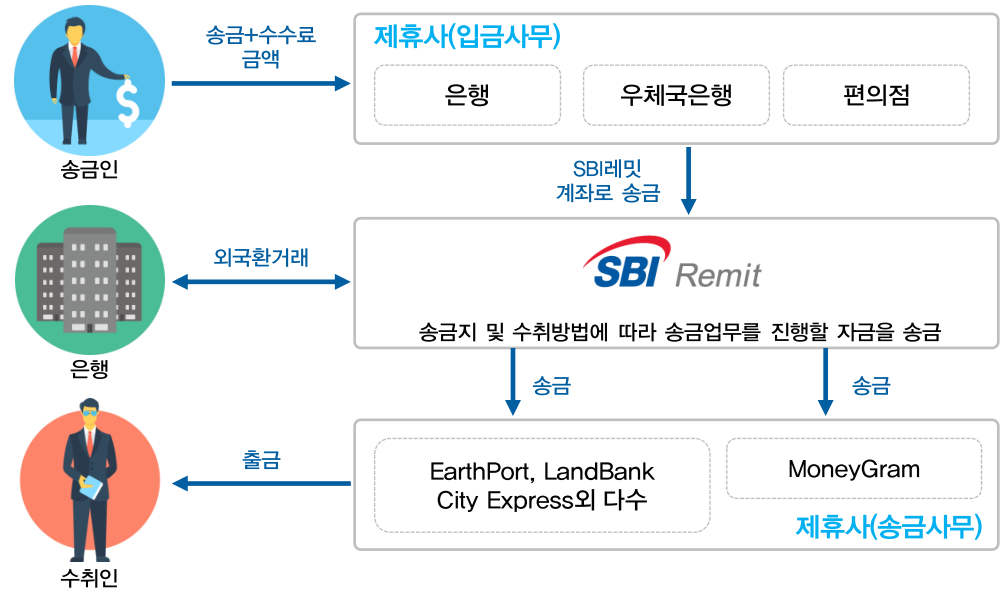 송금+수수료
금액
제휴사(입금사무)
은행
우체국은행
편의점
송금인
SBI레밋
계좌로 송금
외국환거래
SBI Remit
송금지 및 수취방법에 따라 송금업무를 진행할 자금을 송금
은행
송금
송금
출금
EarthPort, LandBank
City Express외 다수
MoneyGram
제휴사(송금사무)
수취인